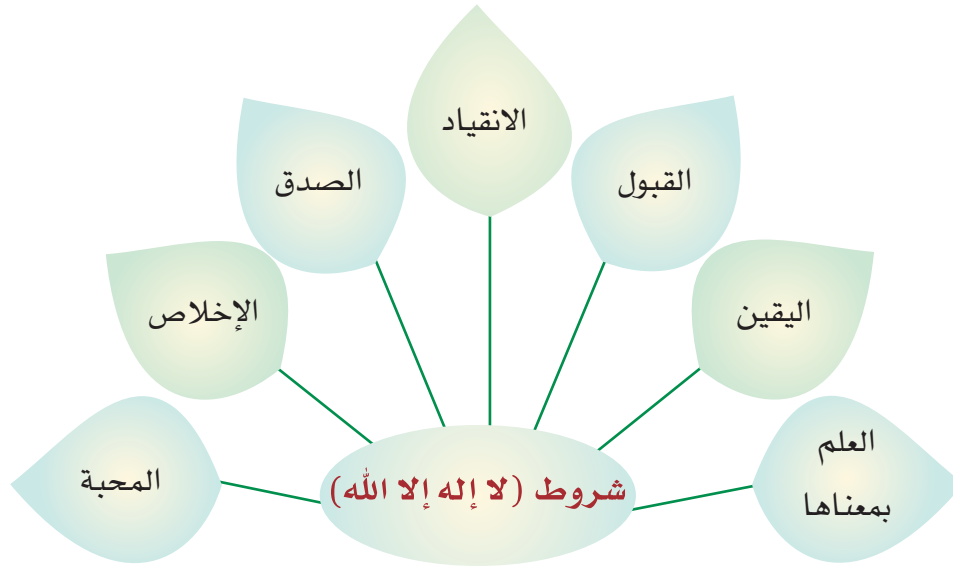 شروط (لا إله إلا الله)
العلم
بمعناها
اليقين
القبول
الانقياد
الصدق
الإخلاص
المحبة